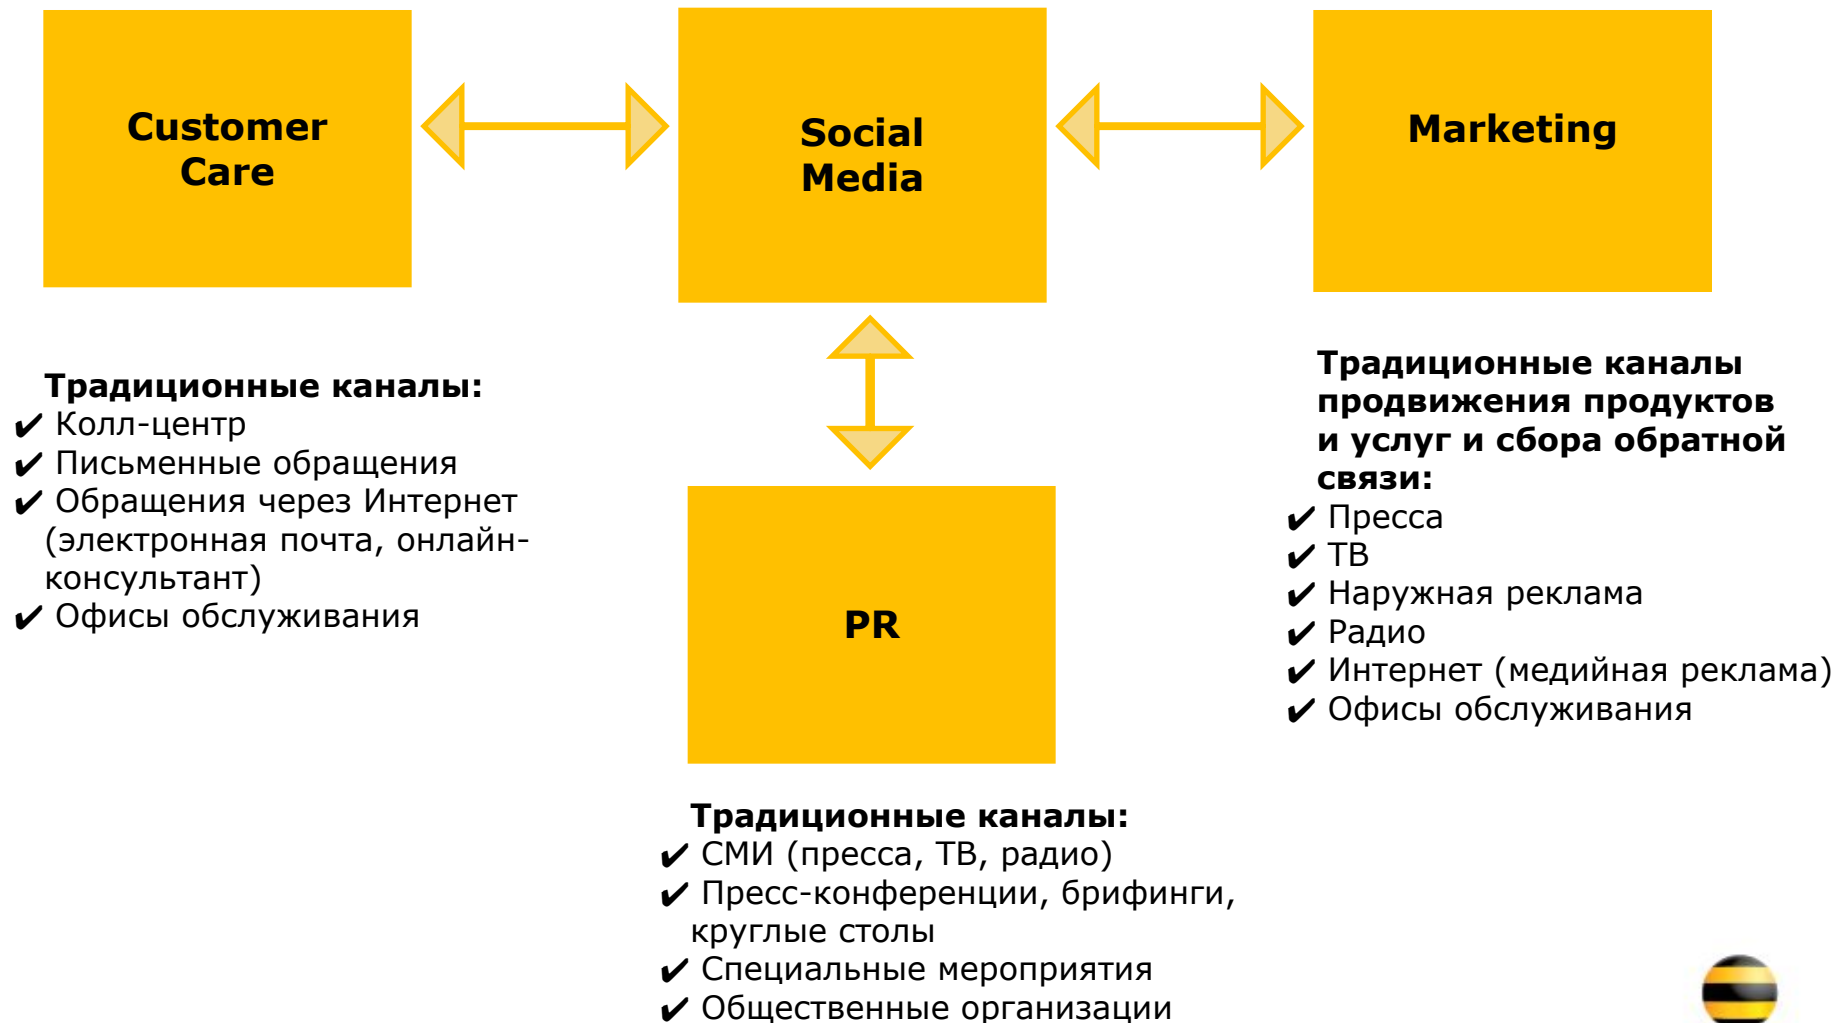 Customer
Care
Social
Media
Marketing
Традиционные каналы:
✔ Колл-центр
✔ Письменные обращения
✔ Обращения через Интернет
(электронная почта, онлайн-
консультант)
✔ Офисы обслуживания
Традиционные каналы
продвижения продуктов
и услуг и сбора обратной
связи:
✔ Пресса
✔ ТВ
✔ Наружная реклама
✔ Радио
✔ Интернет (медийная реклама)
✔ Офисы обслуживания
PR
Традиционные каналы:
✔ СМИ (пресса, ТВ, радио)
✔ Пресс-конференции, брифинги,
круглые столы
✔ Специальные мероприятия
✔ Общественные организации